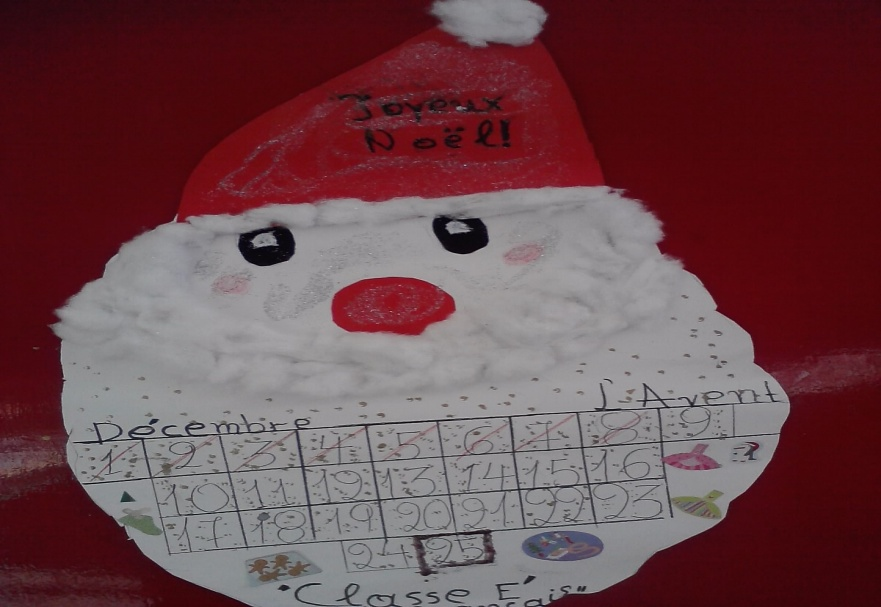 Joyeux
Noël!
L'Avent
Décembre
1 2 3 4 5 6 7 8 9
10 11 12 13 14 15 16
17 18 19 20 21 22 23
24 25
"Classe E'